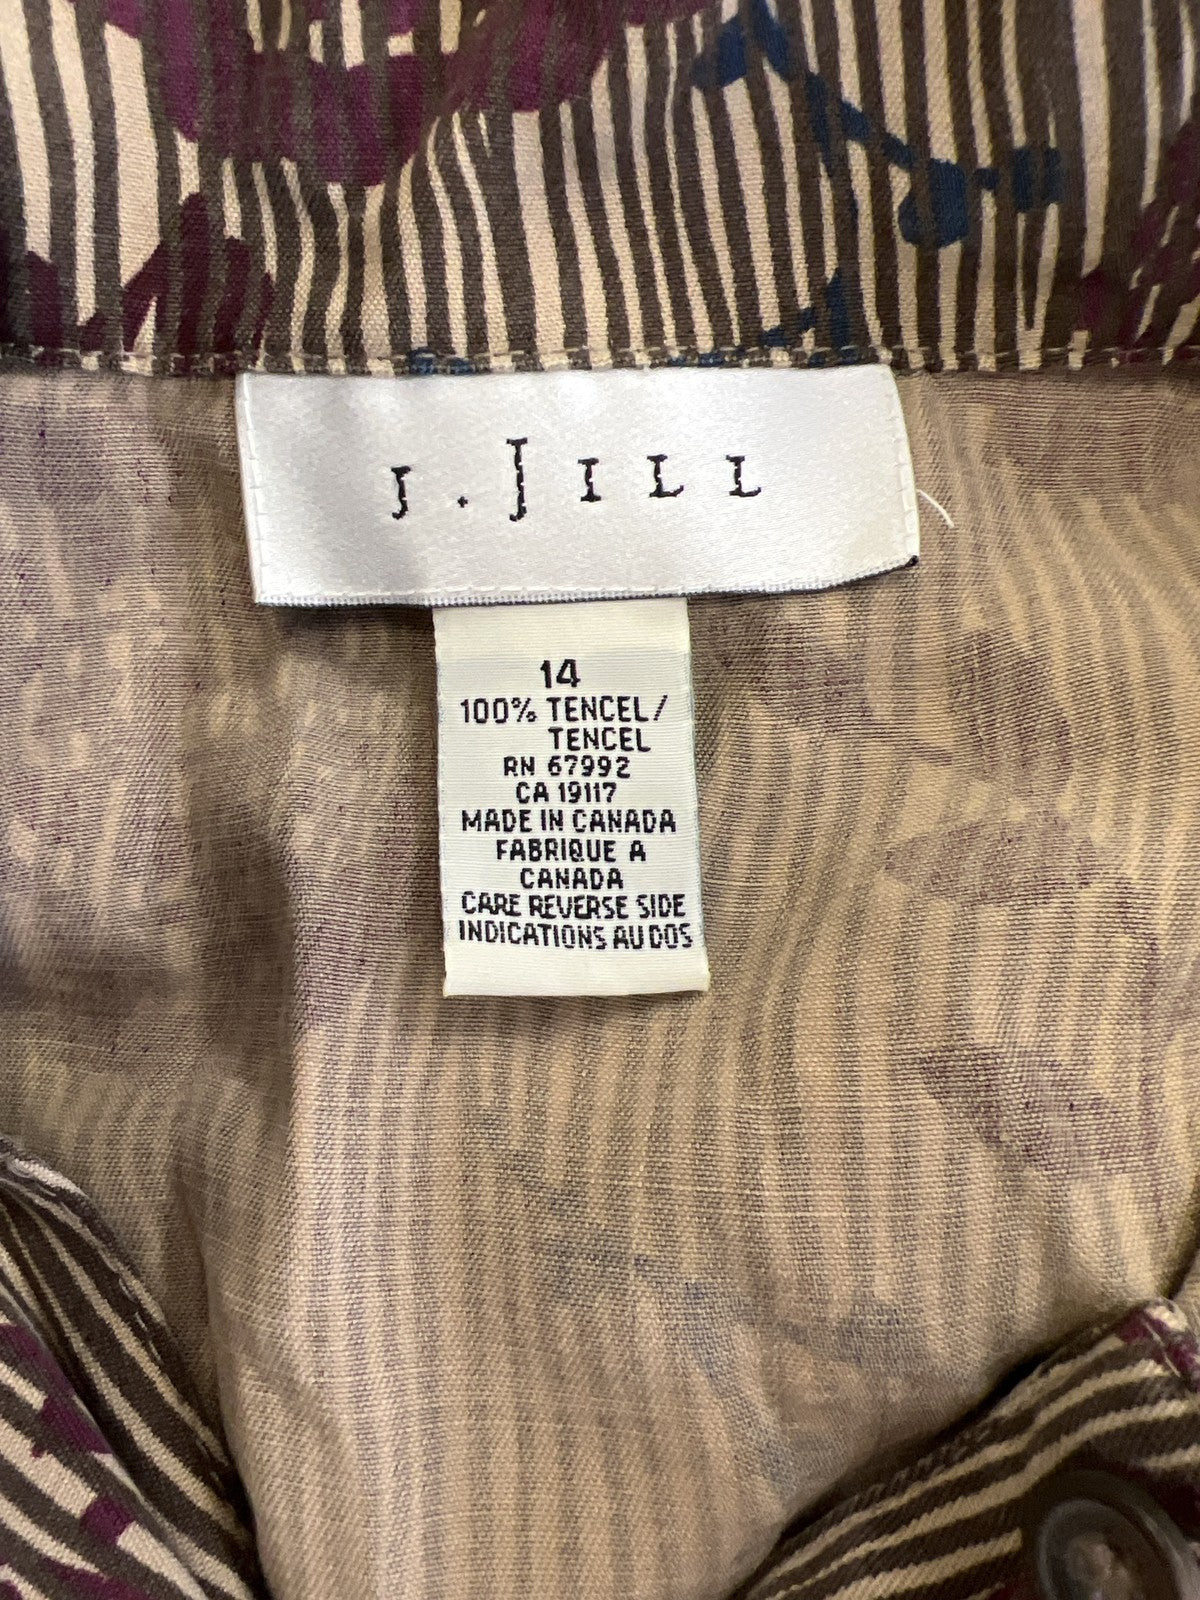 J. JILL
14
100% TENCEL/
TENCEL
RN 67992
CA 19117
MADE IN CANADA
FABRIQUE A
CANADA
CARE REVERSE SIDE
INDICATIONS AU DOS